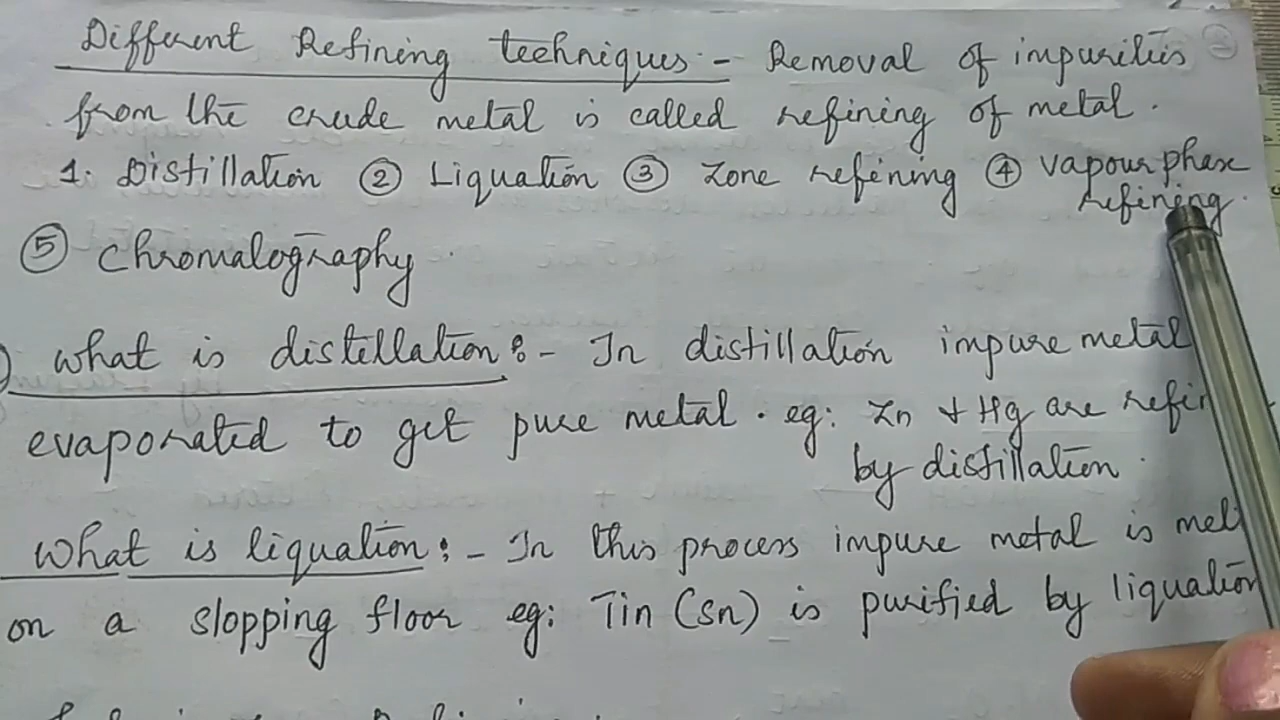 Different Refining techniques :- Removal of impurities
from the crude metal is called refining of metal.
1. Distillation ② Liquation ③ Zone refining ④ Vapour phase
refining.
⑤ Chromatography.
What is distillation :- In distillation impure metal
evaporated to get pure metal. eg: Zn & Hg are
by distillation.
What is liquation :- In this process impure metal is
on a slopping floor eg: Tin (Sn) is purified by liquation